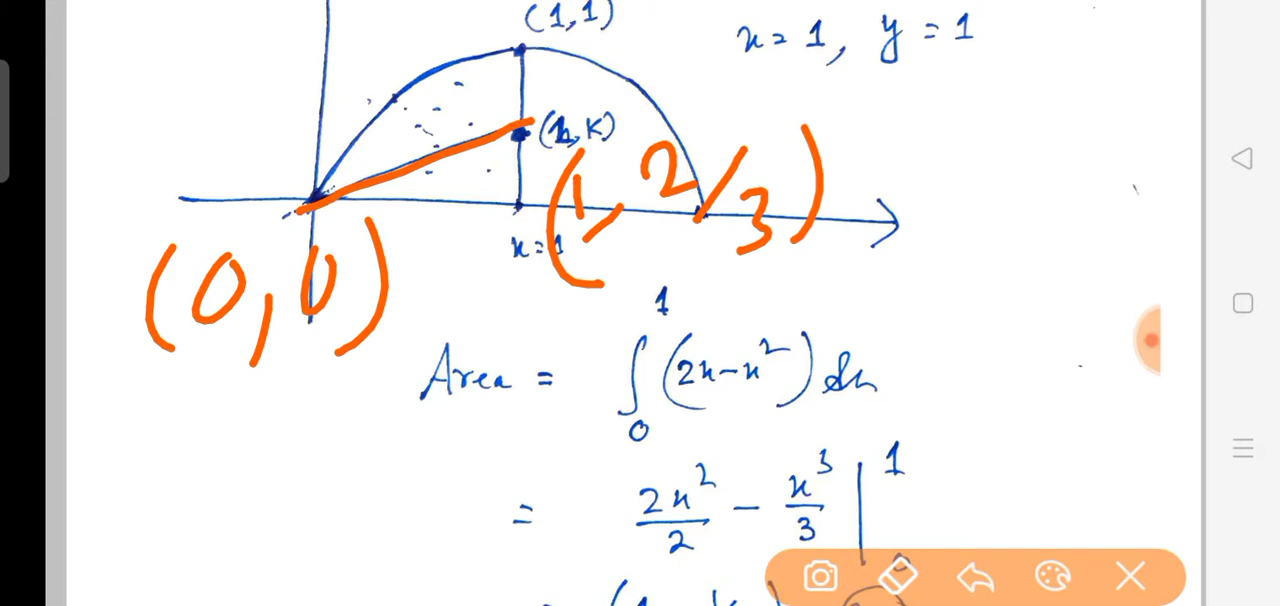 (1,1)
x = 1, y = 1
(1, k)
(1, 2/3)
x = 1
(0,0)
1
Area = ∫ (2x-x²) dx
0
= 2x²/2 - x³/3 | 1